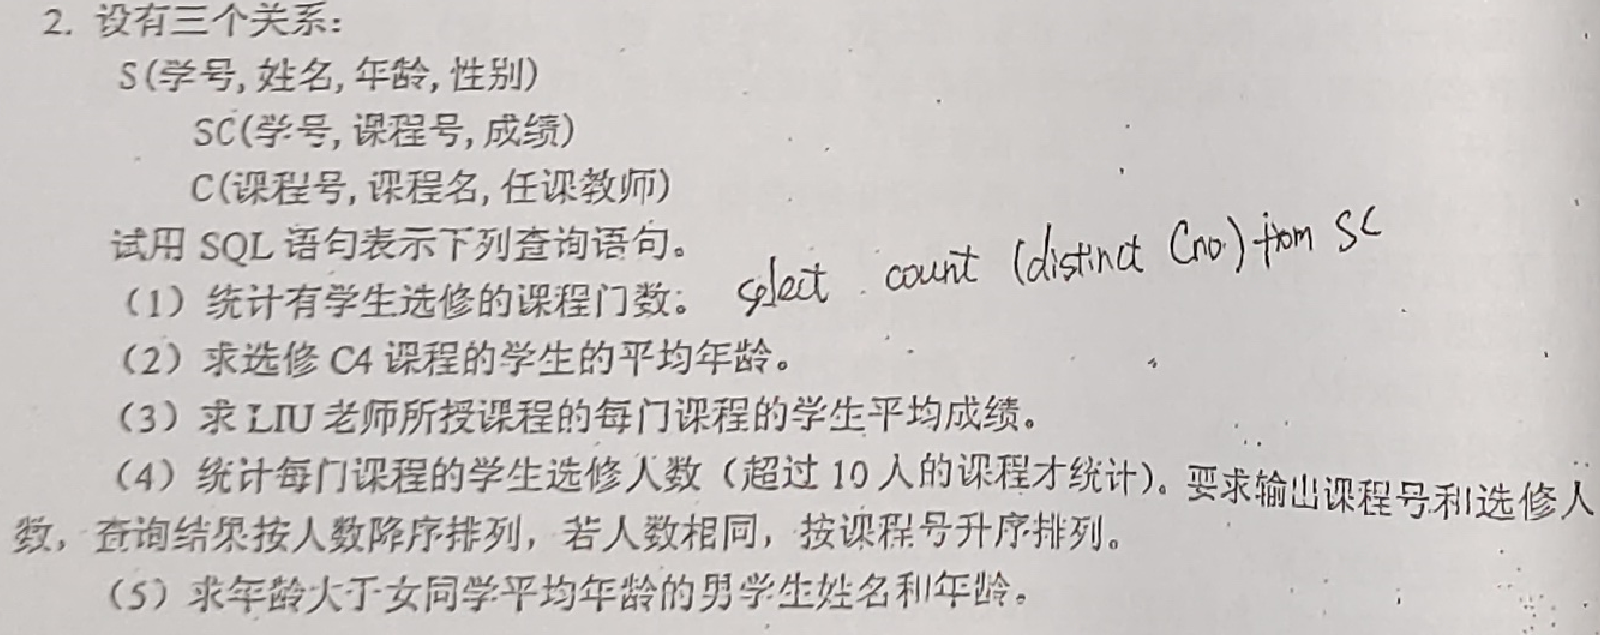 2. 设有三个关系:
S(学号, 姓名, 年龄, 性别)
SC(学号, 课程号, 成绩)
C(课程号, 课程名, 任课教师)
试用 SQL 语句表示下列查询语句。
(1) 统计有学生选修的课程门数。 select count (distinct Cno.) from SC
(2) 求选修 C4 课程的学生的平均年龄。
(3) 求 LIU 老师所授课程的每门课程的学生平均成绩。
(4) 统计每门课程的学生选修人数(超过 10 人的课程才统计)。要求输出课程号和选修人
数, 查询结果按人数降序排列, 若人数相同, 按课程号升序排列。
(5) 求年龄大于女同学平均年龄的男学生姓名和年龄。